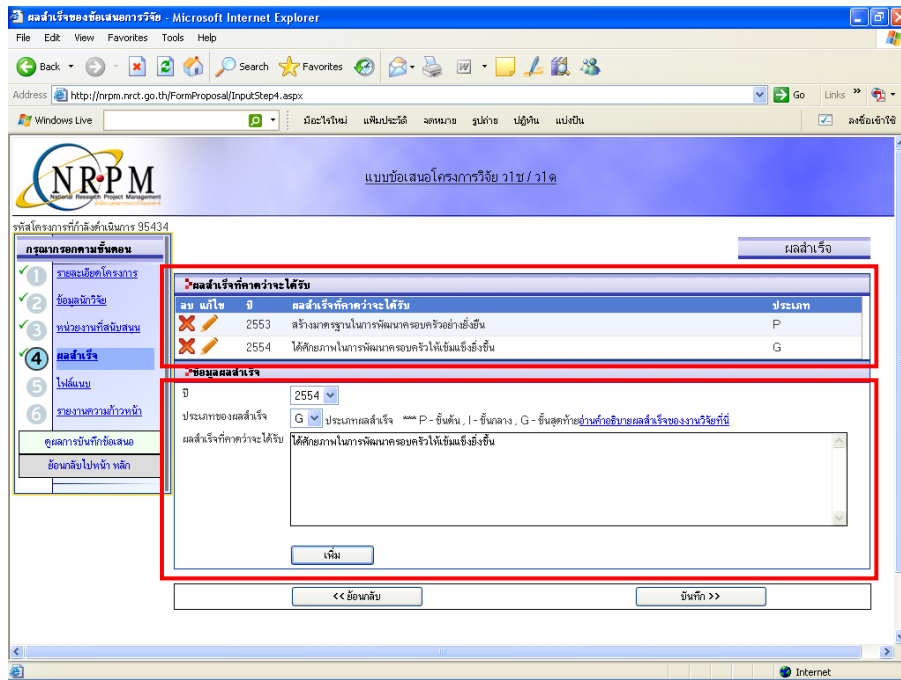 ผลสำเร็จของข้อเสนอการวิจัย - Microsoft Internet Explorer
File Edit View Favorites Tools Help
Back Search Favorites
Address http://nrpm.nrct.go.th/FormProposal/InputStep4.aspx Go Links »
Windows Live มีอะไรใหม่ แฟ้มประวัติ จดหมาย รูปถ่าย ปฏิทิน แบ่งปัน ลงชื่อเข้าใช้
NRPM
National Research Project Management
แบบข้อเสนอโครงการวิจัย ว1ช / ว1ด
รหัสโครงการที่กำลังดำเนินการ 95434
กรุณากรอกตามขั้นตอน
ผลสำเร็จ
1 รายละเอียดโครงการ
2 ข้อมูลนักวิจัย
3 หน่วยงานที่สนับสนุน
4 ผลสำเร็จ
5 ไฟล์แนบ
6 รายงานความก้าวหน้า
ดูผลการบันทึกข้อเสนอ
ย้อนกลับไปหน้า หลัก
ผลสำเร็จที่คาดว่าจะได้รับ
ลบ แก้ไข ปี ผลสำเร็จที่คาดว่าจะได้รับ ประเภท
2553 สร้างมาตรฐานในการพัฒนาครอบครัวอย่างยั่งยืน P
2554 ได้ศักยภาพในการพัฒนาครอบครัวให้เข้มแข็งยิ่งขึ้น G
ข้อมูลผลสำเร็จ
ปี 2554
ประเภทของผลสำเร็จ G ประเภทผลสำเร็จ *** P - ขั้นต้น , I - ขั้นกลาง , G - ขั้นสุดท้ายอ่านคำอธิบายผลสำเร็จของงานวิจัยที่นี่
ผลสำเร็จที่คาดว่าจะได้รับ ได้ศักยภาพในการพัฒนาครอบครัวให้เข้มแข็งยิ่งขึ้น
เพิ่ม
<< ย้อนกลับ บันทึก >>
Internet